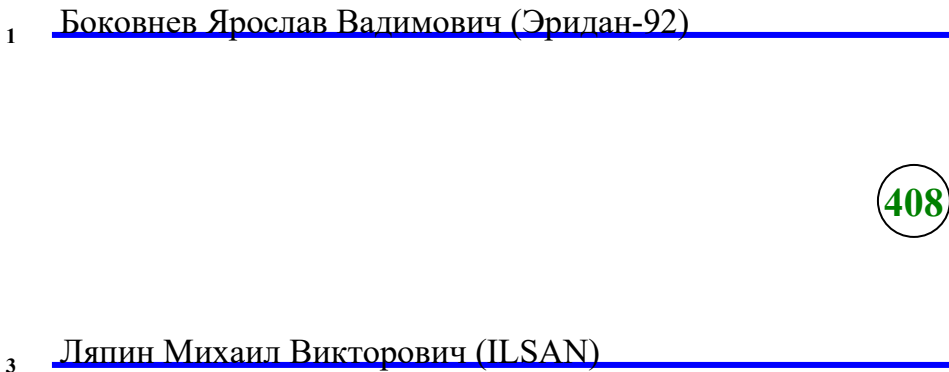 1 Боковнев Ярослав Вадимович (Эридан-92)
408
3 Ляпин Михаил Викторович (ILSAN)